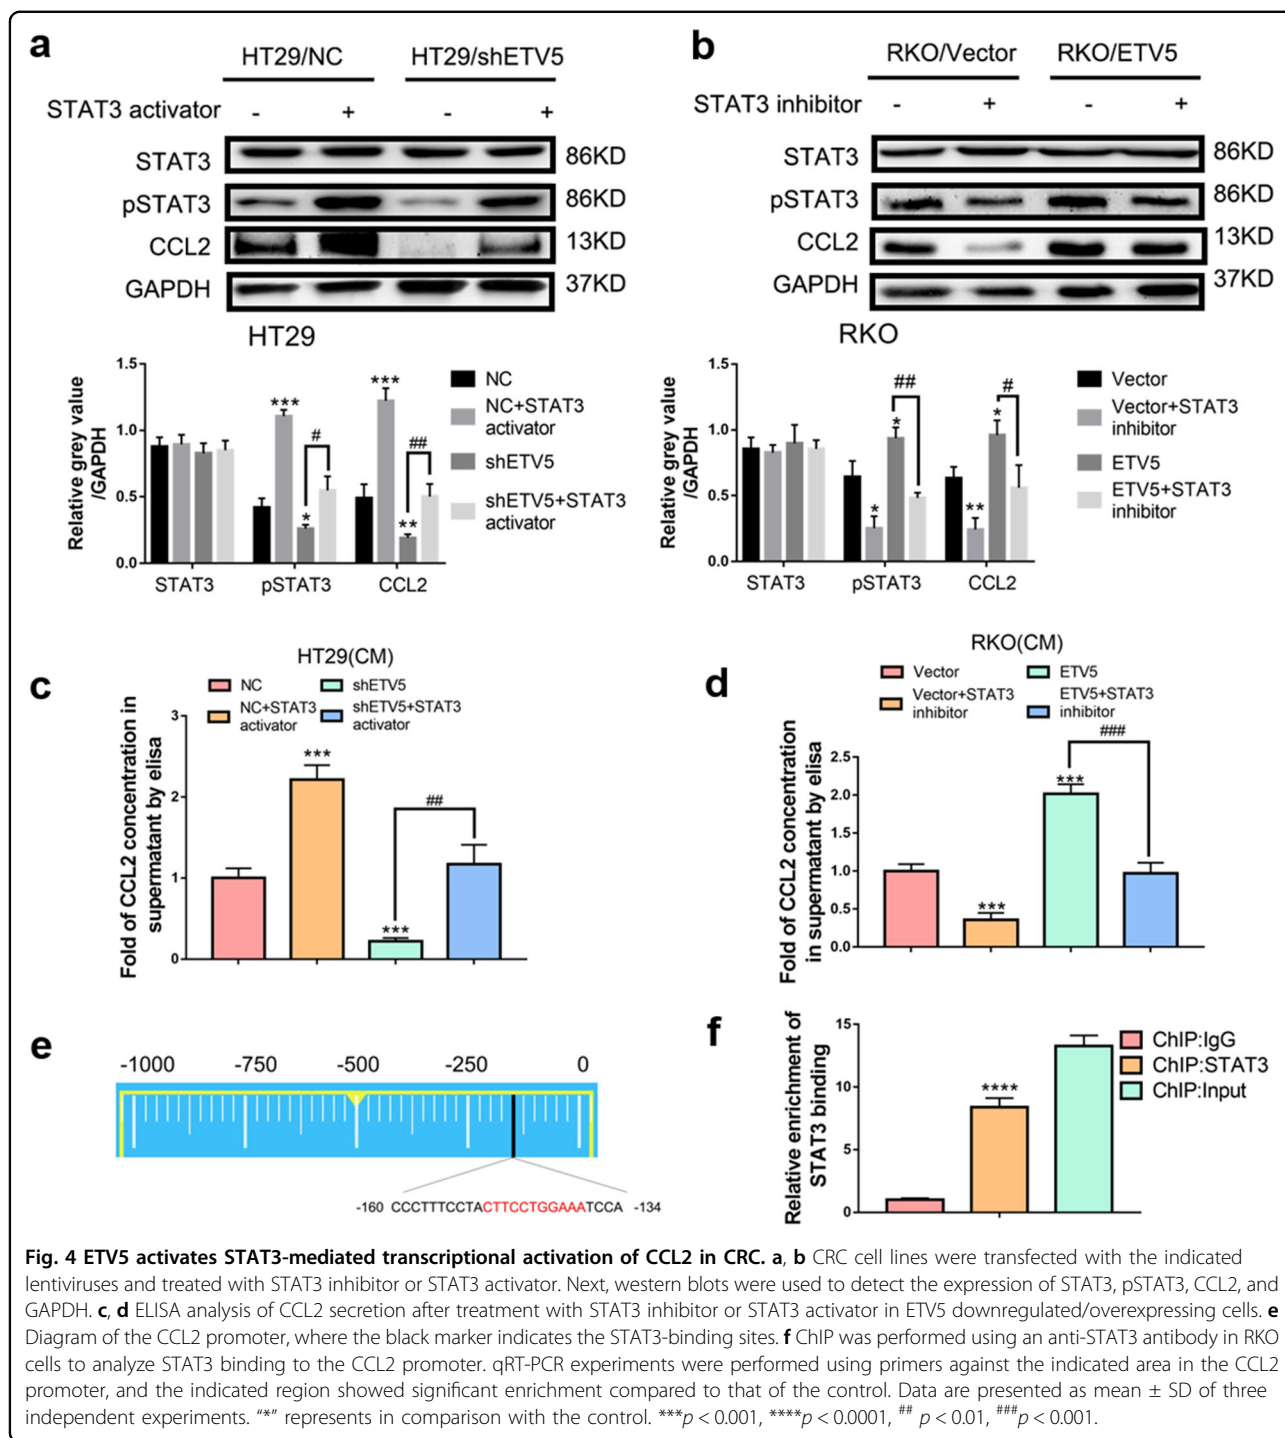 a
HT29/NC HT29/shETV5
STAT3 activator - + - +
STAT3 86KD
pSTAT3 86KD
CCL2 13KD
GAPDH 37KD
HT29
Relative grey value
/GAPDH
1.5
1.0
0.5
0.0
*** * # *** ** ##
STAT3 pSTAT3 CCL2
NC
NC+STAT3
activator
shETV5
shETV5+STAT3
activator
b
RKO/Vector RKO/ETV5
STAT3 inhibitor - + - +
STAT3 86KD
pSTAT3 86KD
CCL2 13KD
GAPDH 37KD
RKO
Relative grey value
/GAPDH
1.5
1.0
0.5
0.0
* * ## ** * #
STAT3 pSTAT3 CCL2
Vector
Vector+STAT3
inhibitor
ETV5
ETV5+STAT3
inhibitor
c
HT29(CM)
NC shETV5
NC+STAT3 shETV5+STAT3
activator activator
Fold of CCL2 concentration in
supermatant by elisa
3
2
1
0
*** *** ##
d
RKO(CM)
Vector ETV5
Vector+STAT3 ETV5+STAT3
inhibitor inhibitor
Fold of CCL2 concentration
in supermatant by elisa
2.5
2.0
1.5
1.0
0.5
0.0
*** *** ###
e
-1000 -750 -500 -250 0
-160 CCCTTTCCTACTTCCTGGAAATCCA -134
f
Relative enrichment of
STAT3 binding
15
10
5
0
****
ChIP:IgG
ChIP:STAT3
ChIP:Input
Fig. 4 ETV5 activates STAT3-mediated transcriptional activation of CCL2 in CRC. a, b CRC cell lines were transfected with the indicated
lentiviruses and treated with STAT3 inhibitor or STAT3 activator. Next, western blots were used to detect the expression of STAT3, pSTAT3, CCL2, and
GAPDH. c, d ELISA analysis of CCL2 secretion after treatment with STAT3 inhibitor or STAT3 activator in ETV5 downregulated/overexpressing cells. e
Diagram of the CCL2 promoter, where the black marker indicates the STAT3-binding sites. f ChIP was performed using an anti-STAT3 antibody in RKO
cells to analyze STAT3 binding to the CCL2 promoter. qRT-PCR experiments were performed using primers against the indicated area in the CCL2
promoter, and the indicated region showed significant enrichment compared to that of the control. Data are presented as mean ± SD of three
independent experiments. “*” represents in comparison with the control. ***p < 0.001, ****p < 0.0001, ## p < 0.01, ###p < 0.001.